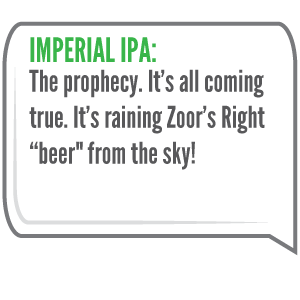 IMPERIAL IPA:
The prophecy. It’s all coming
true. It’s raining Zoor’s Right
“beer" from the sky!